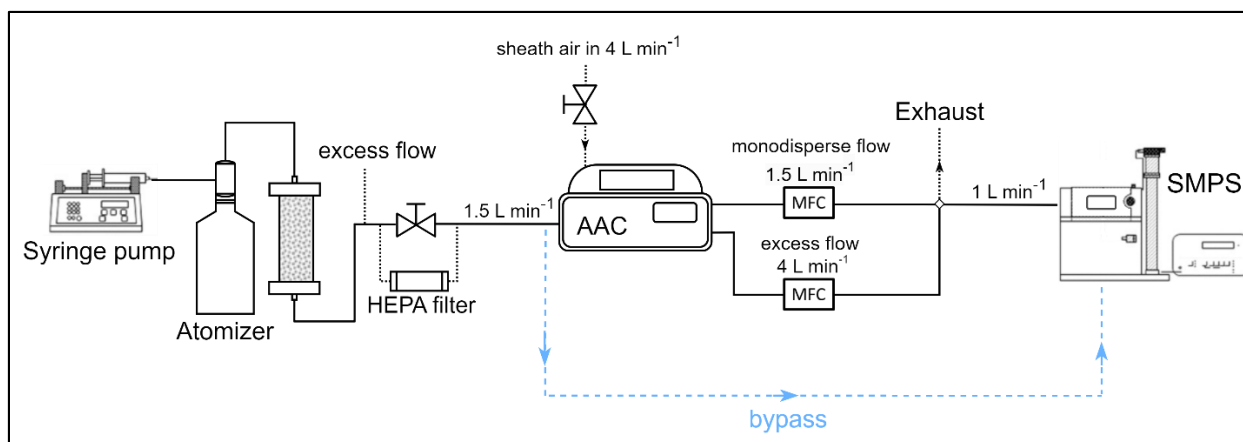 sheath air in 4 L min⁻¹
Exhaust
excess flow
monodisperse flow
1.5 L min⁻¹
MFC
1 L min⁻¹
SMPS
Syringe pump
1.5 L min⁻¹
AAC
excess flow
4 L min⁻¹
MFC
HEPA filter
Atomizer
bypass